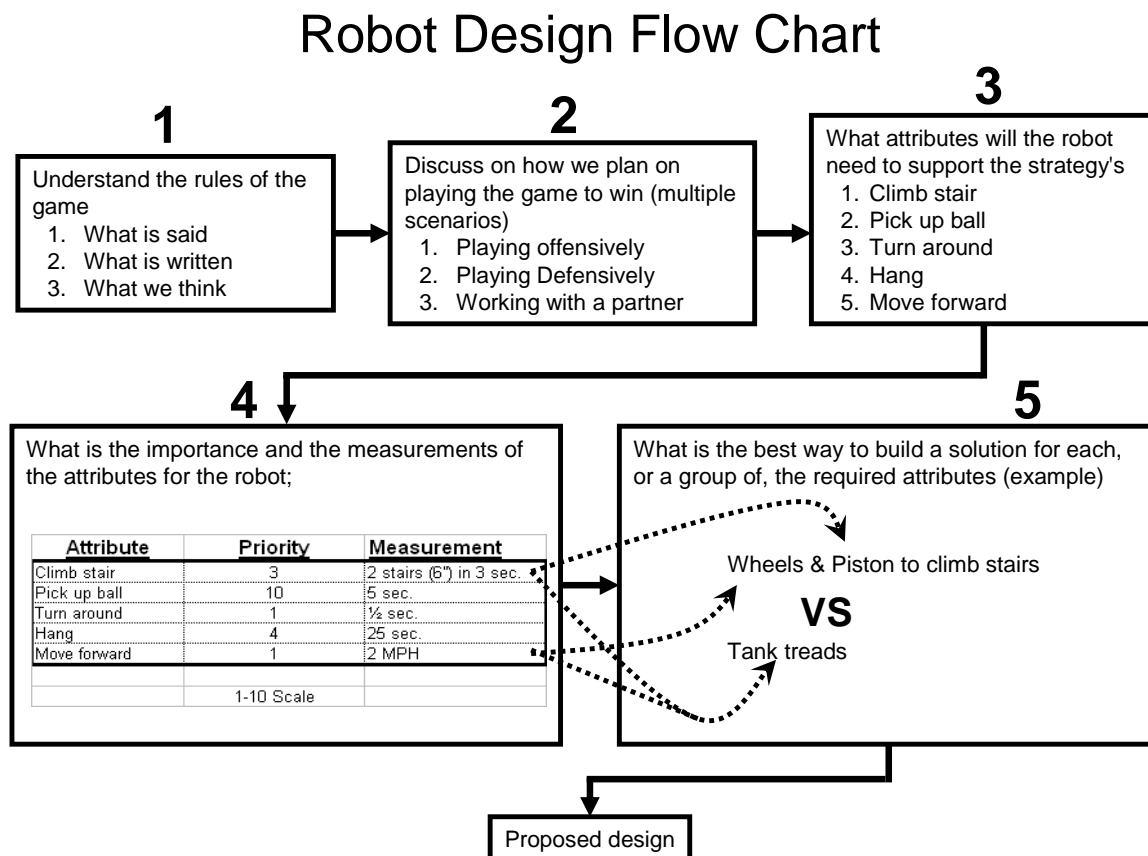 Robot Design Flow Chart
1
Understand the rules of the
game
1. What is said
2. What is written
3. What we think
2
Discuss on how we plan on
playing the game to win (multiple
scenarios)
1. Playing offensively
2. Playing Defensively
3. Working with a partner
3
What attributes will the robot
need to support the strategy's
1. Climb stair
2. Pick up ball
3. Turn around
4. Hang
5. Move forward
4
What is the importance and the measurements of
the attributes for the robot;
Attribute Priority Measurement
Climb stair 3 2 stairs (6") in 3 sec.
Pick up ball 10 5 sec.
Turn around 1 ½ sec.
Hang 4 25 sec.
Move forward 1 2 MPH
1-10 Scale
5
What is the best way to build a solution for each,
or a group of, the required attributes (example)
Wheels & Piston to climb stairs
VS
Tank treads
Proposed design